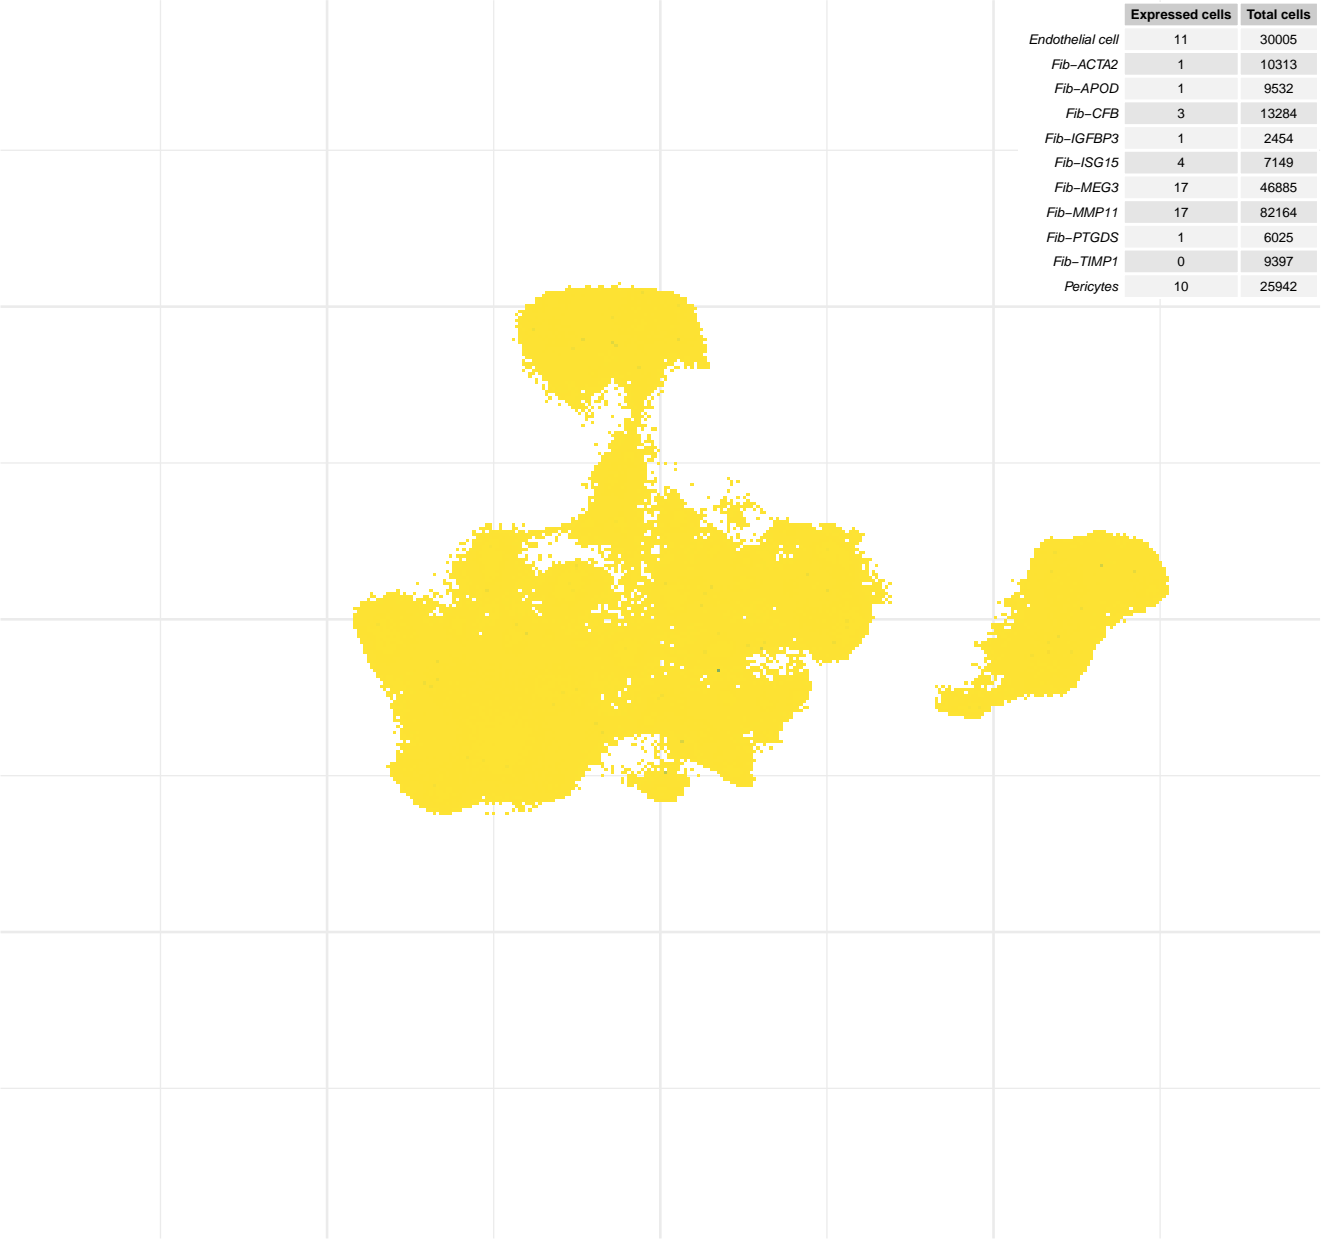 Expressed cells Total cells
Endothelial cell 11 30005
Fib−ACTA2 1 10313
Fib−APOD 1 9532
Fib−CFB 3 13284
Fib−IGFBP3 1 2454
Fib−ISG15 4 7149
Fib−MEG3 17 46885
Fib−MMP11 17 82164
Fib−PTGDS 1 6025
Fib−TIMP1 0 9397
Pericytes 10 25942